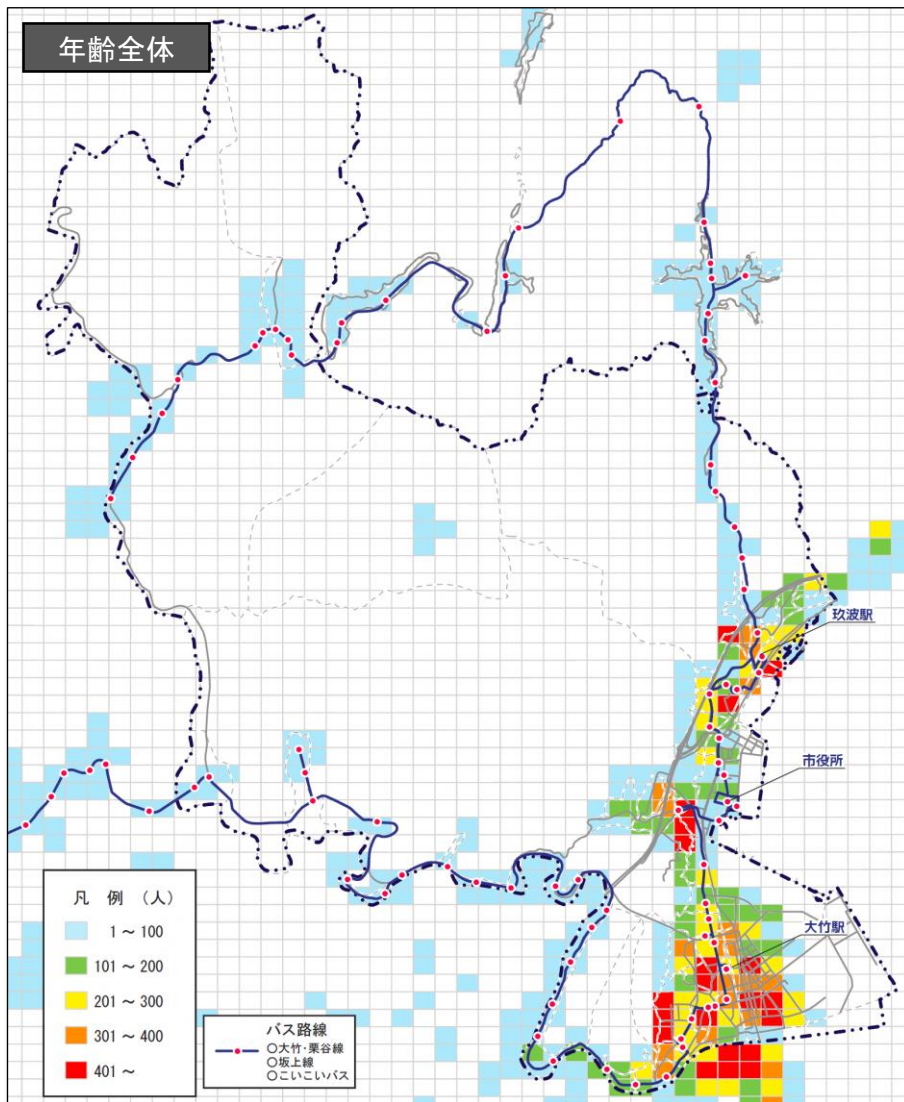 年齢全体
玖波駅
市役所
大竹駅
凡 例 (人)
1～100
101～200
201～300
301～400
401～
バス路線
○大竹・栗谷線
○坂上線
○こいこいバス